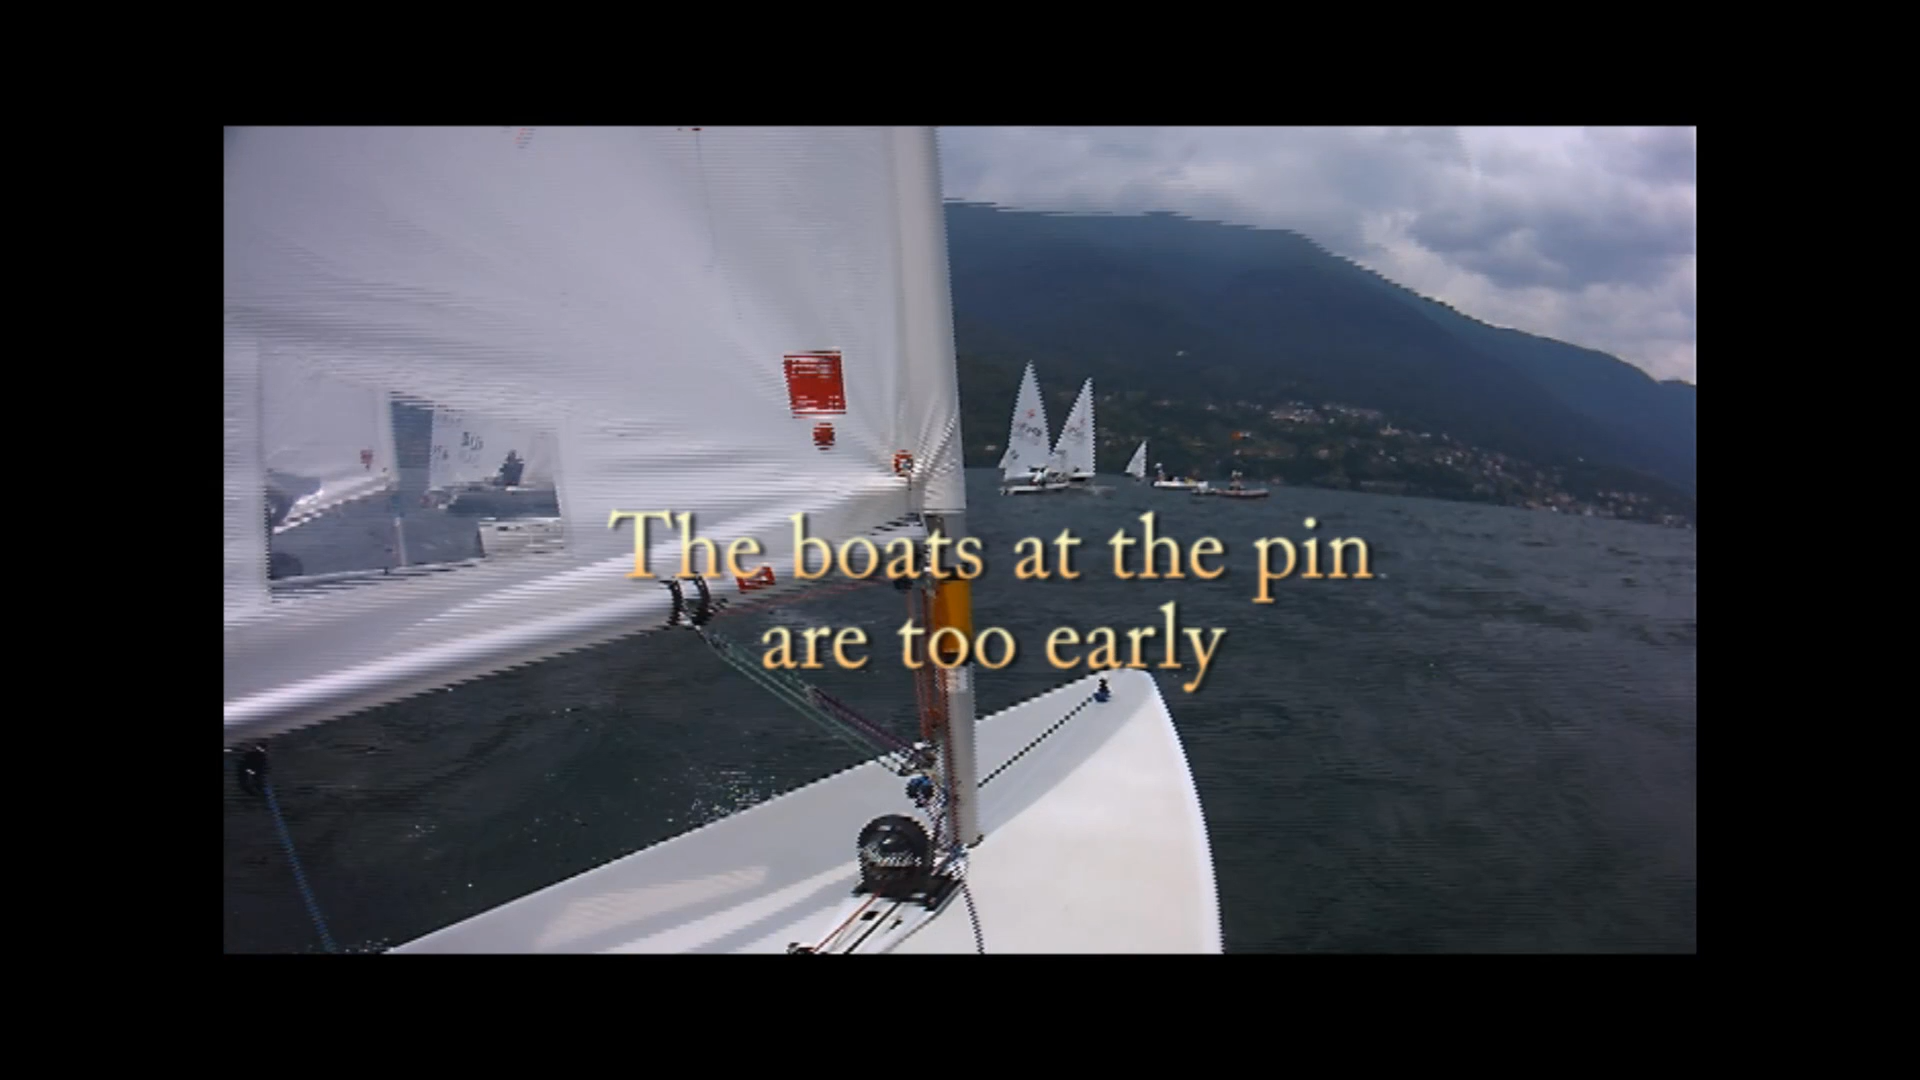 The boats at the pin
are too early